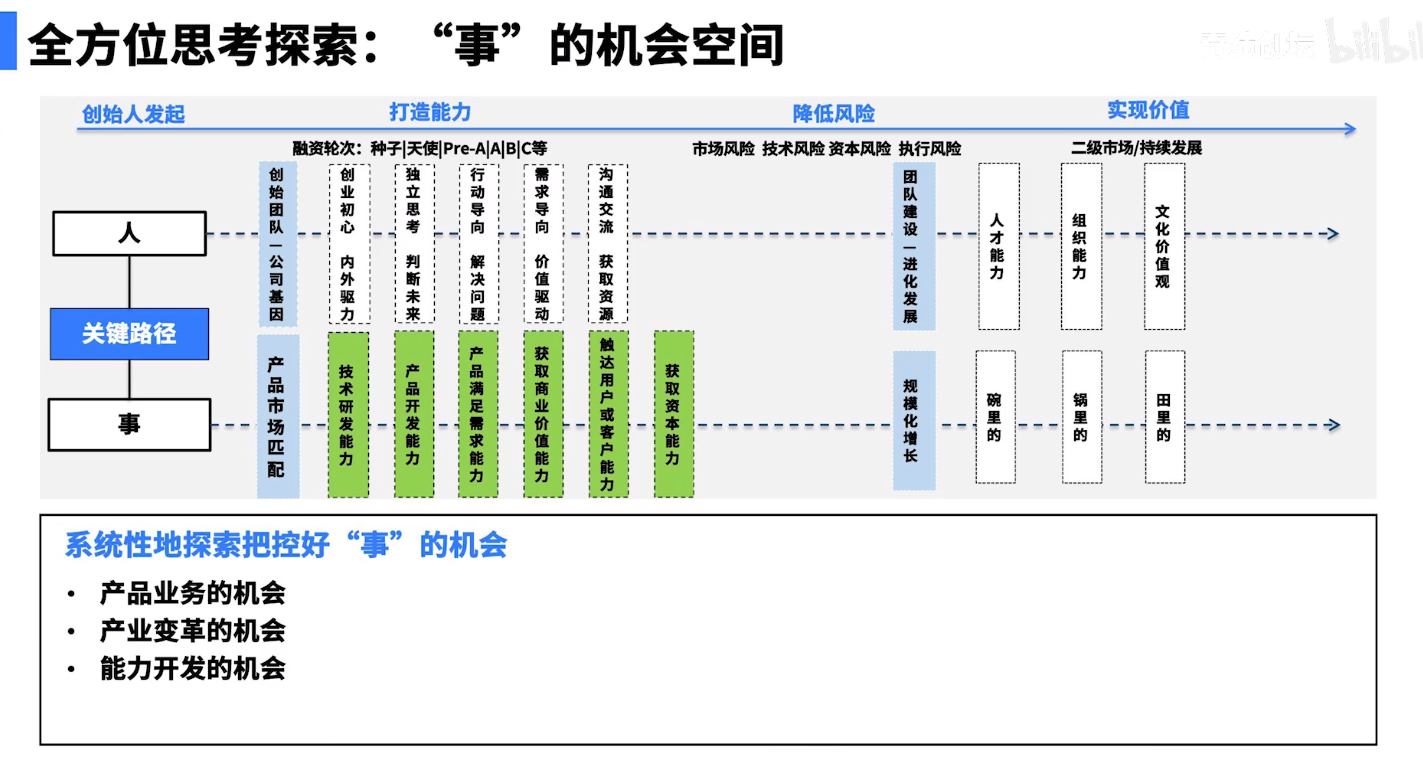 全方位思考探索：“事”的机会空间
bilibili
创始人发起 打造能力 降低风险 实现价值
融资轮次：种子|天使|Pre-A|A|B|C等 市场风险 技术风险 资本风险 执行风险 二级市场/持续发展
人
关键路径
事
创始团队—公司基因
创业初心 内外驱力
独立思考 判断未来
行动导向 解决问题
需求导向 价值驱动
沟通交流 获取资源
团队建设—进化发展
人才能力
组织能力
文化价值观
产品市场匹配
技术研发能力
产品开发能力
产品满足需求能力
获取商业价值能力
触达用户或客户能力
获取资本能力
规模化增长
碗里的
锅里的
田里的
系统性地探索把控好“事”的机会
• 产品业务的机会
• 产业变革的机会
• 能力开发的机会